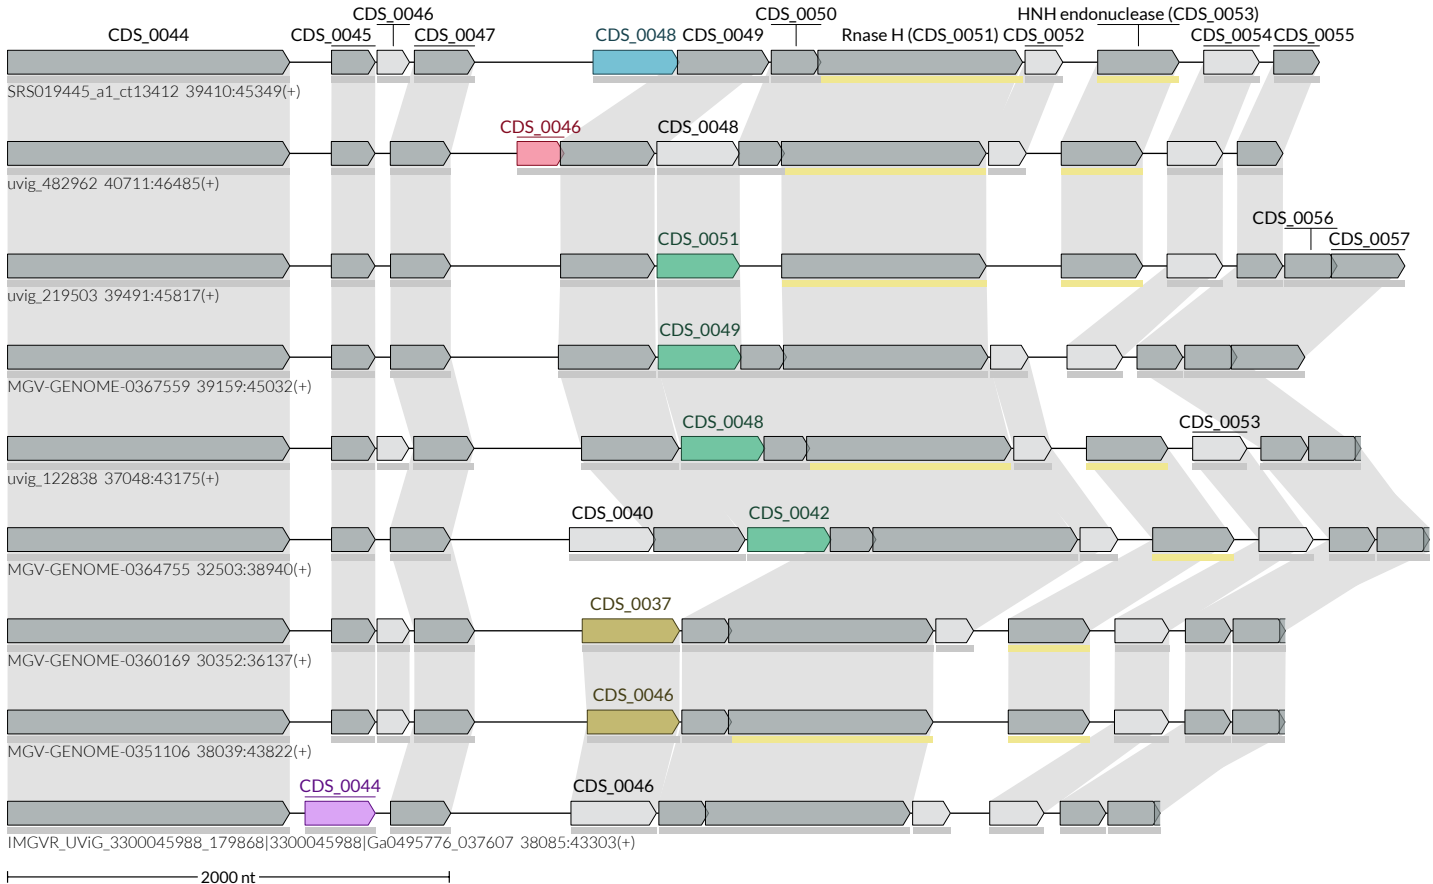 CDS_0046
CDS_0050
HNH endonuclease (CDS_0053)
CDS_0044
CDS_0045
CDS_0047
CDS_0048
CDS_0049
Rnase H (CDS_0051)
CDS_0052
CDS_0054
CDS_0055
SRS019445_a1_ct13412 39410:45349(+)
CDS_0046
CDS_0048
uvig_482962 40711:46485(+)
CDS_0056
CDS_0051
CDS_0057
uvig_219503 39491:45817(+)
CDS_0049
MGV-GENOME-0367559 39159:45032(+)
CDS_0048
CDS_0053
uvig_122838 37048:43175(+)
CDS_0040
CDS_0042
MGV-GENOME-0364755 32503:38940(+)
CDS_0037
MGV-GENOME-0360169 30352:36137(+)
CDS_0046
MGV-GENOME-0351106 38039:43822(+)
CDS_0044
CDS_0046
IMGVR_UViG_3300045988_179868|3300045988|Ga0495776_037607 38085:43303(+)
2000 nt